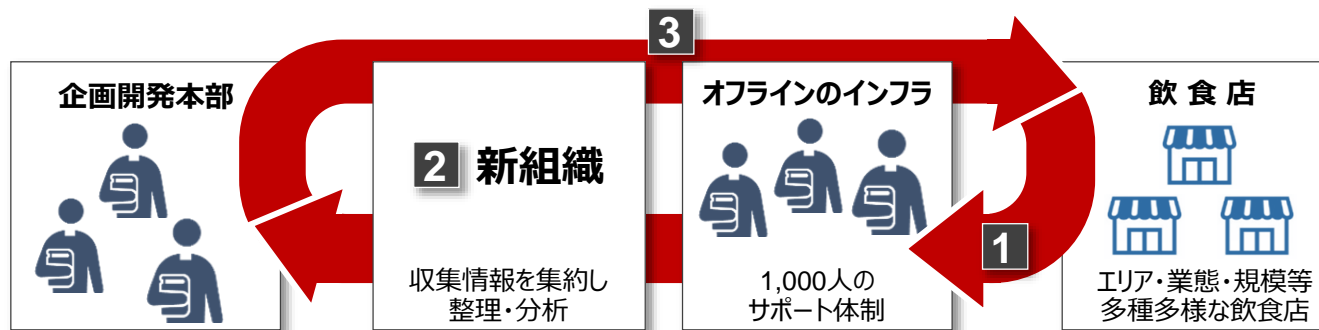 3
企画開発本部
2 新組織
収集情報を集約し
整理・分析
オフラインのインフラ
1,000人の
サポート体制
1
飲食店
エリア・業態・規模等
多種多様な飲食店